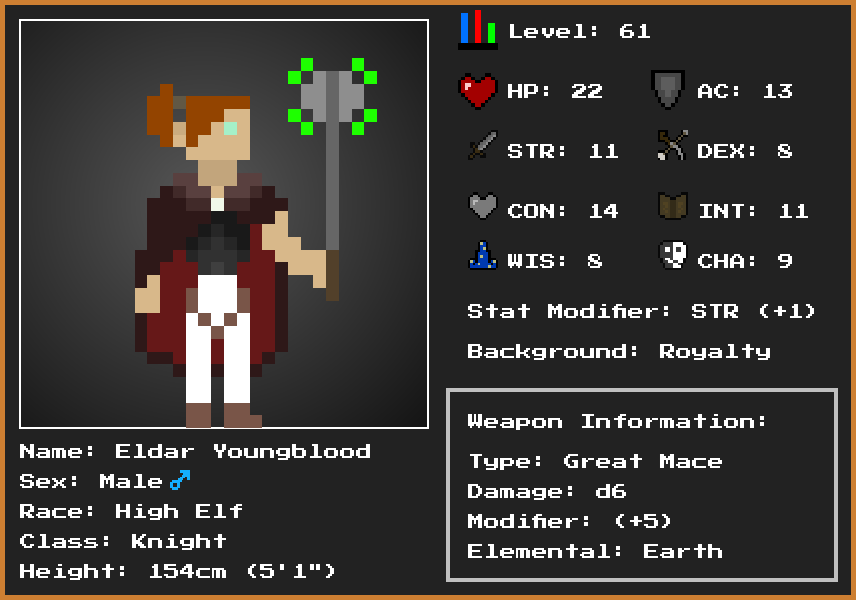 Level: 61
HP: 22
AC: 13
STR: 11
DEX: 8
CON: 14
INT: 11
WIS: 8
CHA: 9
Stat Modifier: STR (+1)
Background: Royalty
Weapon Information:
Type: Great Mace
Damage: d6
Modifier: (+5)
Elemental: Earth
Name: Eldar Youngblood
Sex: Male ♂
Race: High Elf
Class: Knight
Height: 154cm (5'1")